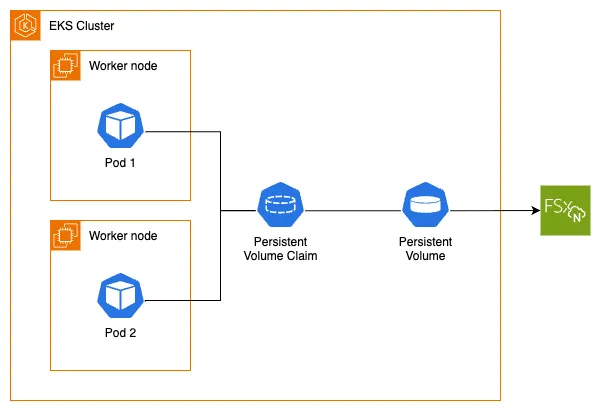 EKS Cluster
Worker node
Pod 1
Worker node
Pod 2
Persistent
Volume Claim
Persistent
Volume
FSx
N